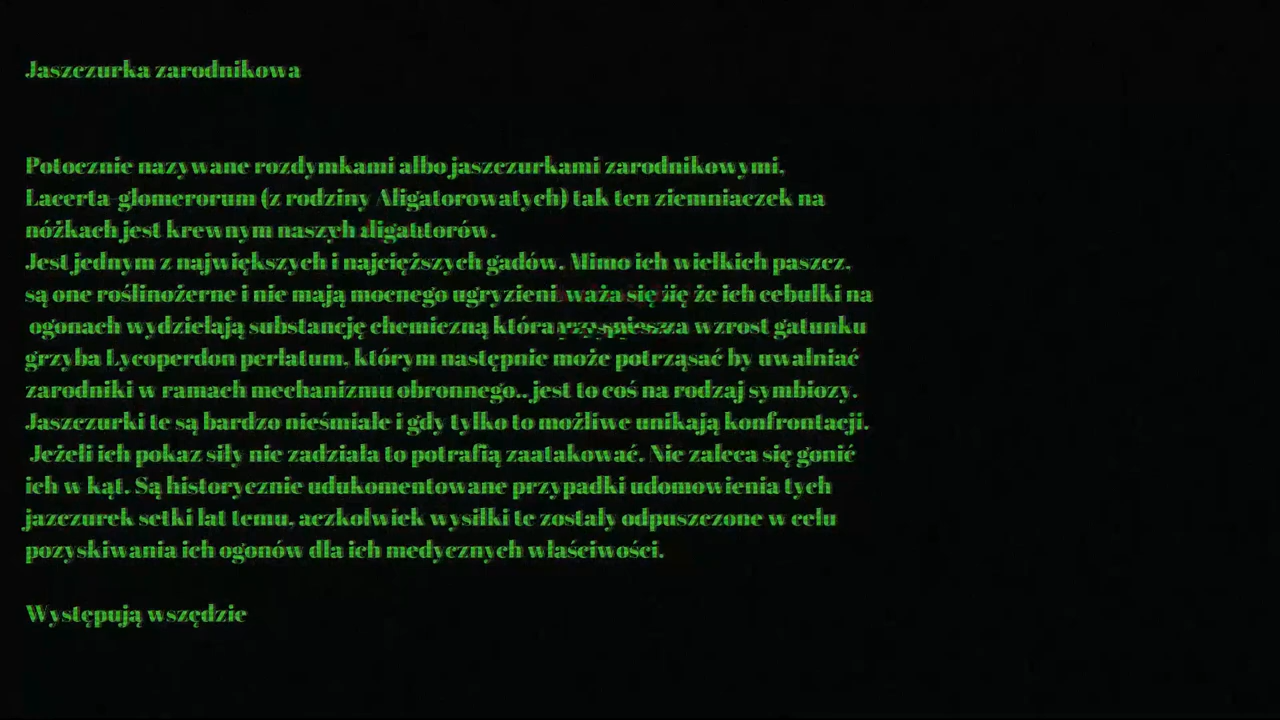 Jaszczurka zarodnikowa
Potocznie nazywane rozdymkami albo jaszczurkami zarodnikowymi,
Lacerta-glomerorum (z rodziny Aligatorowatych) tak ten ziemniaczek na
nóżkach jest krewnym naszych aligatorów.
Jest jednym z największych i najcięższych gadów. Mimo ich wielkich paszcz,
są one roślinożerne i nie mają mocnego ugryzieni uważa się że ich cebulki na
ogonach wydzielają substancję chemiczną która przyspiesza wzrost gatunku
grzyba Lycoperdon perlatum, którym następnie może potrząsać by uwalniać
zarodniki w ramach mechanizmu obronnego.. jest to coś na rodzaj symbiozy.
Jaszczurki te są bardzo nieśmiałe i gdy tylko to możliwe unikają konfrontacji.
Jeżeli ich pokaz siły nie zadziała to potrafią zaatakować. Nie zaleca się gonić
ich w kąt. Są historycznie udukomentowane przypadki udomowienia tych
jazczurek setki lat temu, aczkolwiek wysiłki te zostały odpuszczone w celu
pozyskiwania ich ogonów dla ich medycznych właściwości.
Występują wszędzie